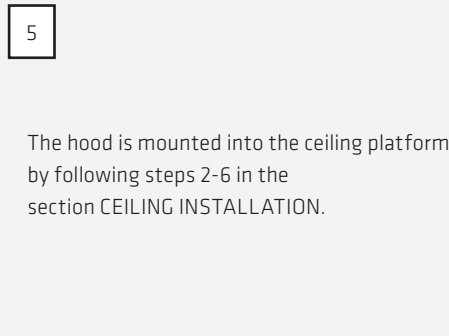 5
The hood is mounted into the ceiling platform
by following steps 2-6 in the
section CEILING INSTALLATION.